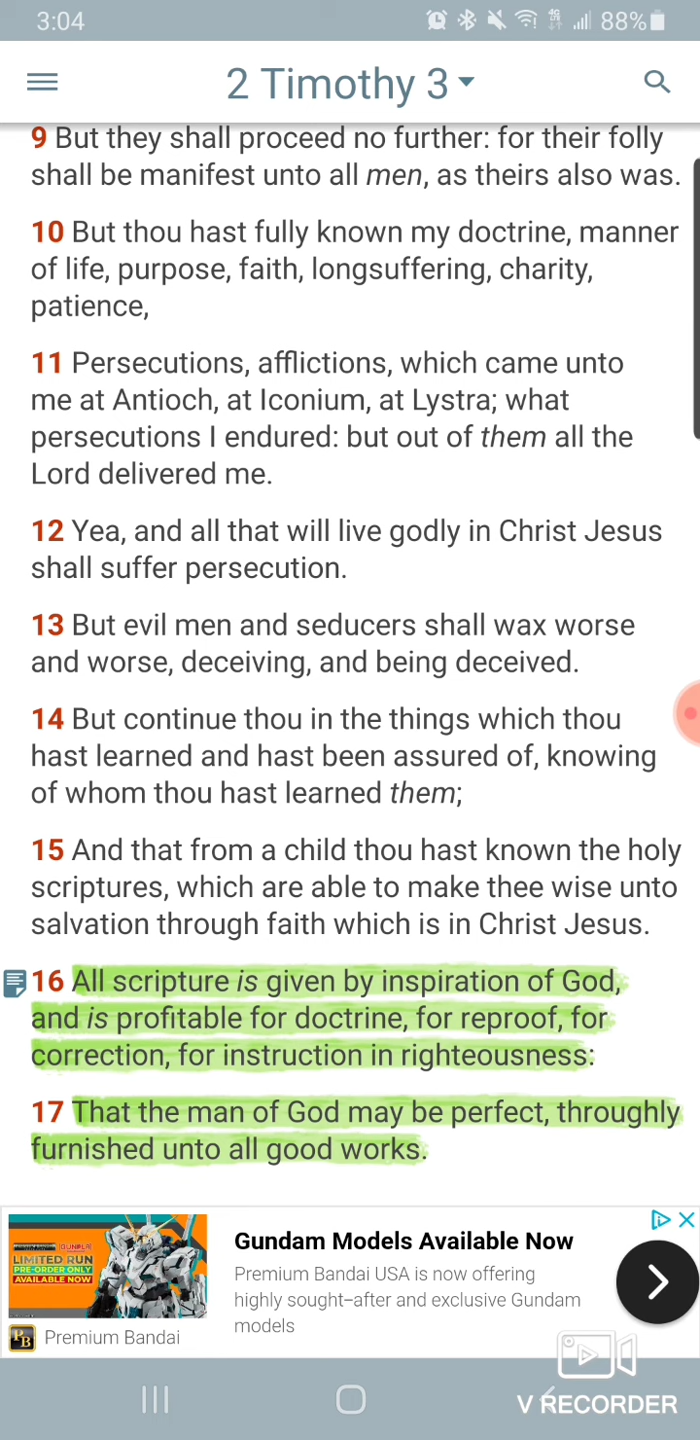 3:04
4G
88%
2 Timothy 3
9 But they shall proceed no further: for their folly
shall be manifest unto all men, as theirs also was.
10 But thou hast fully known my doctrine, manner
of life, purpose, faith, longsuffering, charity,
patience,
11 Persecutions, afflictions, which came unto
me at Antioch, at Iconium, at Lystra; what
persecutions I endured: but out of them all the
Lord delivered me.
12 Yea, and all that will live godly in Christ Jesus
shall suffer persecution.
13 But evil men and seducers shall wax worse
and worse, deceiving, and being deceived.
14 But continue thou in the things which thou
hast learned and hast been assured of, knowing
of whom thou hast learned them;
15 And that from a child thou hast known the holy
scriptures, which are able to make thee wise unto
salvation through faith which is in Christ Jesus.
16 All scripture is given by inspiration of God,
and is profitable for doctrine, for reproof, for
correction, for instruction in righteousness:
17 That the man of God may be perfect, throughly
furnished unto all good works.
LIMITED RUN
PRE-ORDER ONLY
AVAILABLE NOW
PB
Premium Bandai
Gundam Models Available Now
Premium Bandai USA is now offering
highly sought-after and exclusive Gundam
models
V RECORDER